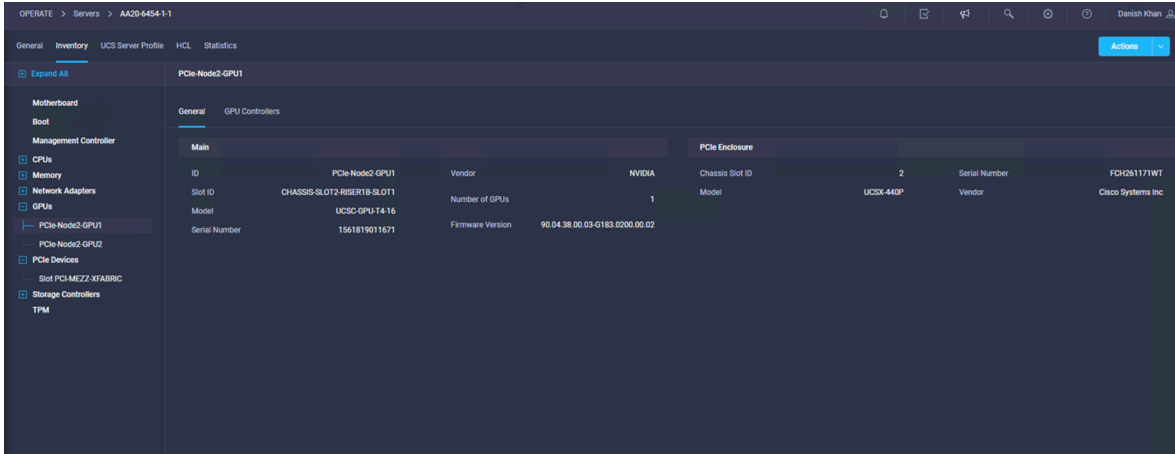 OPERATE > Servers > AA20-6454-1-1
Danish Khan
General Inventory UCS Server Profile HCL Statistics
Actions
Expand All
PCIe-Node2-GPU1
Motherboard
Boot
Management Controller
CPUs
Memory
Network Adapters
GPUs
PCIe-Node2-GPU1
PCIe-Node2-GPU2
PCIe Devices
Slot PCI-MEZZ-XFABRIC
Storage Controllers
TPM
General GPU Controllers
Main
ID PCIe-Node2-GPU1
Slot ID CHASSIS-SLOT2-RISER1B-SLOT1
Model UCSC-GPU-T4-16
Serial Number 1561819011671
Vendor NVIDIA
Number of GPUs 1
Firmware Version 90.04.38.00.03-G183.0200.00.02
PCIe Enclosure
Chassis Slot ID 2
Model UCSX-440P
Serial Number FCH261171WT
Vendor Cisco Systems Inc